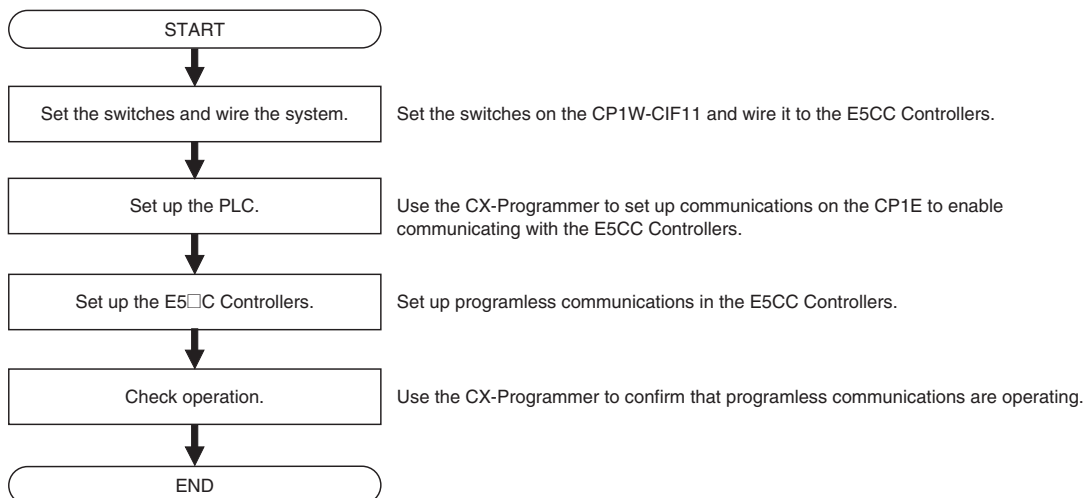 START
Set the switches and wire the system.
Set the switches on the CP1W-CIF11 and wire it to the E5CC Controllers.
Set up the PLC.
Use the CX-Programmer to set up communications on the CP1E to enable
communicating with the E5CC Controllers.
Set up the E5□C Controllers.
Set up programless communications in the E5CC Controllers.
Check operation.
Use the CX-Programmer to confirm that programless communications are operating.
END